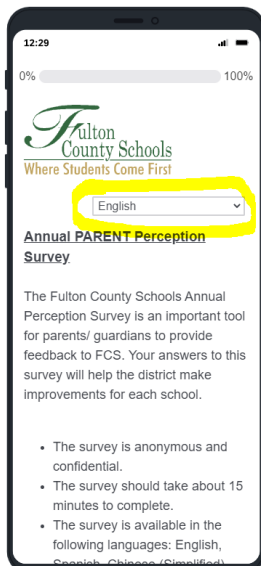 12:29
0% 100%
Fulton
County Schools
Where Students Come First
English
Annual PARENT Perception
Survey
The Fulton County Schools Annual
Perception Survey is an important tool
for parents/ guardians to provide
feedback to FCS. Your answers to this
survey will help the district make
improvements for each school.
• The survey is anonymous and
confidential.
• The survey should take about 15
minutes to complete.
• The survey is available in the
following languages: English,
Spanish, Chinese (Simplified)